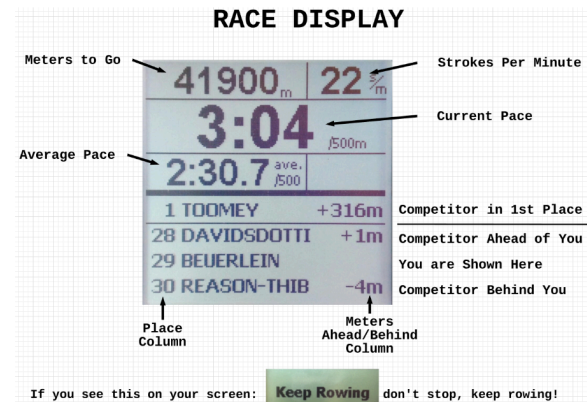 RACE DISPLAY
Meters to Go
41900m
22 s/m
Strokes Per Minute
3:04 /500m
Current Pace
Average Pace
2:30.7 ave. /500
1 TOOMEY +316m
Competitor in 1st Place
28 DAVIDSDOTTI +1m
Competitor Ahead of You
29 BEUERLEIN
You are Shown Here
30 REASON-THIB -4m
Competitor Behind You
Place
Column
Meters
Ahead/Behind
Column
If you see this on your screen: Keep Rowing don't stop, keep rowing!